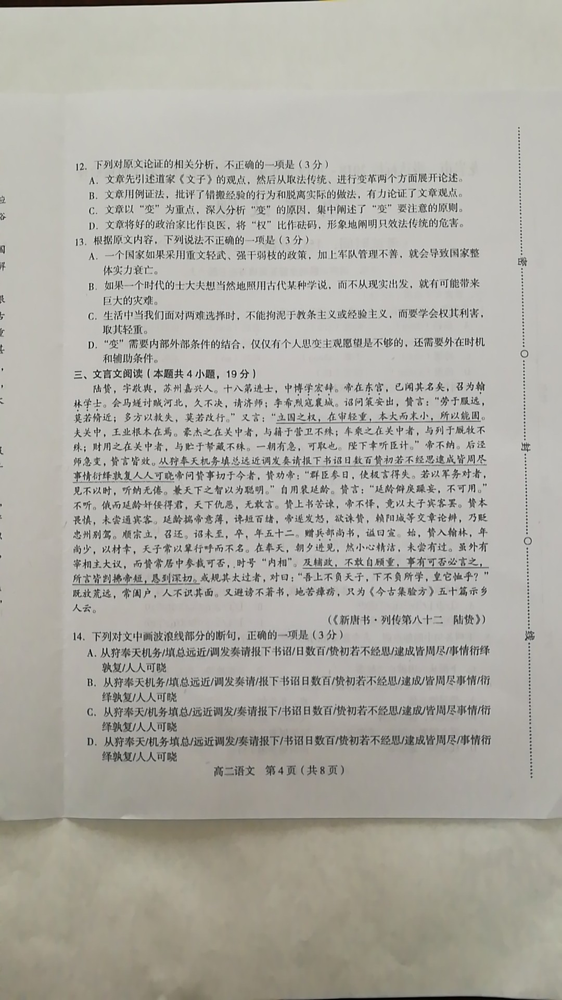 12. 下列对原文论证的相关分析，不正确的一项是（3分）
A. 文章先引述道家《文子》的观点，然后从取法传统、进行变革两个方面展开论述。
B. 文章用例证法，批评了错搬经验的行为和脱离实际的做法，有力论证了文章观点。
C. 文章以“变”为重点，深入分析“变”的原因，集中阐述了“变”要注意的原则。
D. 文章将好的政治家比作良医，将“权”比作砝码，形象地阐明只效法传统的危害。
13. 根据原文内容，下列说法不正确的一项是（3分）
A. 一个国家如果采用重文轻武、强干弱枝的政策，加上军队管理不善，就会导致国家整
体实力衰亡。
B. 如果一个时代的士大夫想当然地照用古代某种学说，而不从现实出发，就有可能带来
巨大的灾难。
C. 生活中当我们面对两难选择时，不能拘泥于教条主义或经验主义，而要学会权其利害，
取其轻重。
D. “变”需要内部外部条件的结合，仅仅有个人思变主观愿望是不够的，还需要外在时机
和辅助条件。
三、文言文阅读（本题共4小题，19分）
陆贽，字敬舆，苏州嘉兴人。十八第进士，中博学宏辞。帝在东宫，已闻其名矣，召为翰
林学士。会马燧讨贼河北，久不决，请济师；李希烈寇襄城。诏问策安出，贽言：“劳于服远，
莫若脩近；多方以救失，莫若改行。”又言：“立国之权，在审轻重，本大而末小，所以能固。
夫关中，王业根本在焉。豪杰之在关中者，与籍于营卫不殊；车乘之在关中者，与列于厩牧不
殊；财用之在关中者，与贮于帑藏不殊。一朝有急，可取也。陛下幸听臣计。”帝不纳。后泾
师急变，贽言皆效。从狩奉天机务填总远近调发奏请报下书诏日数百贽初若不经思逮成皆周尽
事情衍绎孰复人人可晓帝问贽事切于今者，贽劝帝：“群臣参日，使极言得失。若以军务对者，
见不以时，听纳无倦。兼天下之智以为聪明。”自用裴延龄。贽言：“延龄僻戾躁妄，不可用。”
不听。俄而延龄奸佞得君，天下仇恶，无敢言。贽上书苦谏，帝不怿，竟以太子宾客罢。贽本
畏慎，未尝通宾客。延龄揣帝意薄，谗短百绪，帝遂发怒，欲诛贽，赖阳城等交章论辨，乃贬
忠州别驾。顺宗立，召还。诏未至，卒，年五十二。赠兵部尚书，谥曰宣。始，贽入翰林，年
尚少，以材幸，天子常以辈行呼而不名。在奉天，朝夕进见，然小心精洁，未尝有过。虽外有
宰相主大议，而贽常居中参裁可否，时号“内相”。及辅政，不敢自顾重，事有可否必言之，
所言皆剀拂帝短，恳到深切。或规其太过者，对曰：“吾上不负天子，下不负所学，皇它恤乎？”
既放荒远，常阖户，人不识其面。又避谤不著书，地苦瘴疠，只为《今古集验方》五十篇示乡
人云。
（《新唐书·列传第八十二 陆贽》）
14. 下列对文中画波浪线部分的断句，正确的一项是（3分）
A. 从狩奉天机务/填总远近/调发奏请报下书诏/日数百/贽初若不经思/逮成皆周尽/事情衍绎
孰复/人人可晓
B. 从狩奉天机务/填总远近/调发奏请/报下书诏日数百/贽初若不经思/逮成/皆周尽事情/衍
绎孰复/人人可晓
C. 从狩奉天/机务填总/远近调发/奏请报下/书诏日数百/贽初若不经思/逮成/皆周尽事情/衍
绎孰复/人人可晓
D. 从狩奉天/机务填总/远近调发/奏请报下/书诏日数百/贽初若不经思/逮成皆周尽/事情衍
绎孰复/人人可晓
高二语文 第4页（共8页）
密
封
线